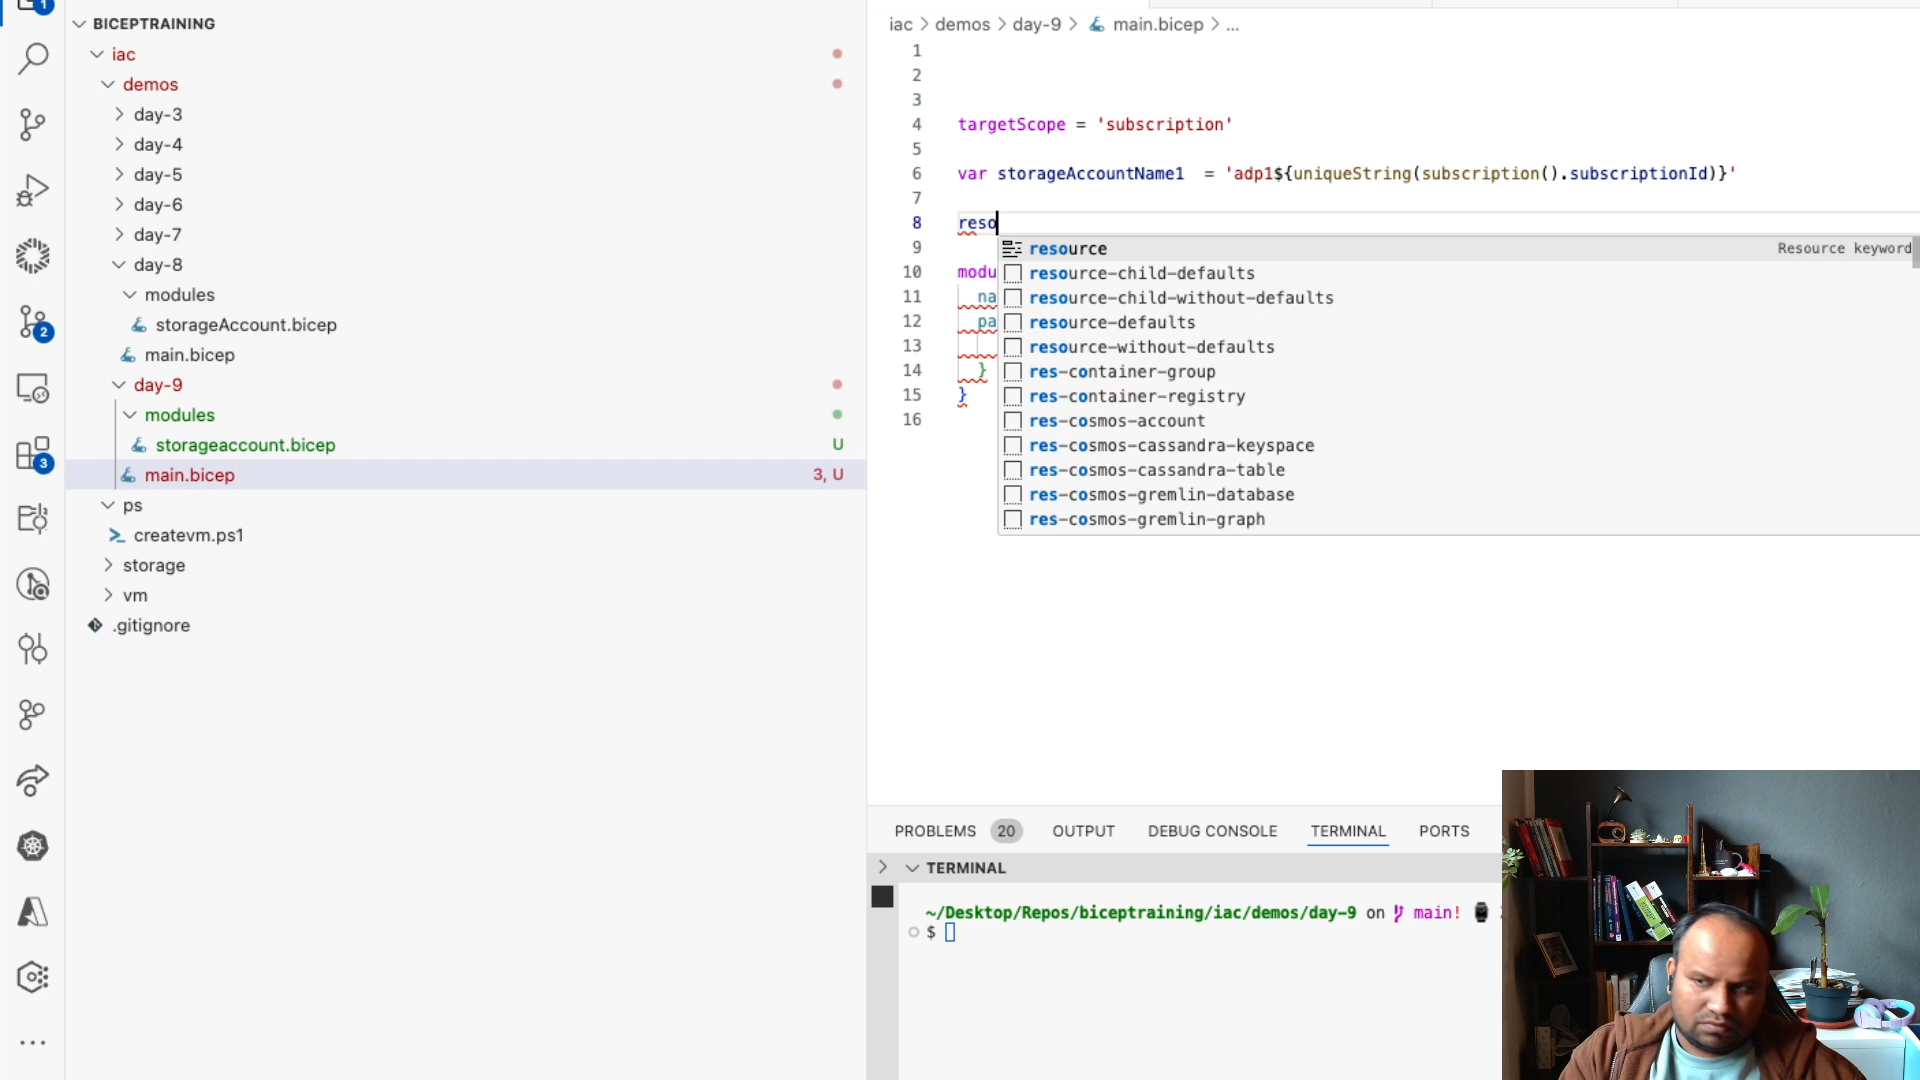 1
BICEPTRAINING
iac
demos
day-3
day-4
day-5
day-6
day-7
day-8
modules
storageAccount.bicep
main.bicep
day-9
modules
storageaccount.bicep U
main.bicep 3, U
ps
createvm.ps1
storage
vm
.gitignore
2
3
iac > demos > day-9 > main.bicep > ...
1
2
3
4 targetScope = 'subscription'
5
6 var storageAccountName1  = 'adp1${uniqueString(subscription().subscriptionId)}'
7
8 reso
9 resource Resource keyword
resource-child-defaults
10 modu
11 na resource-child-without-defaults
12 pa resource-defaults
13 resource-without-defaults
14 } res-container-group
15 } res-container-registry
16 res-cosmos-account
res-cosmos-cassandra-keyspace
res-cosmos-cassandra-table
res-cosmos-gremlin-database
res-cosmos-gremlin-graph
PROBLEMS 20 OUTPUT DEBUG CONSOLE TERMINAL PORTS
TERMINAL
~/Desktop/Repos/biceptraining/iac/demos/day-9 on main!
$